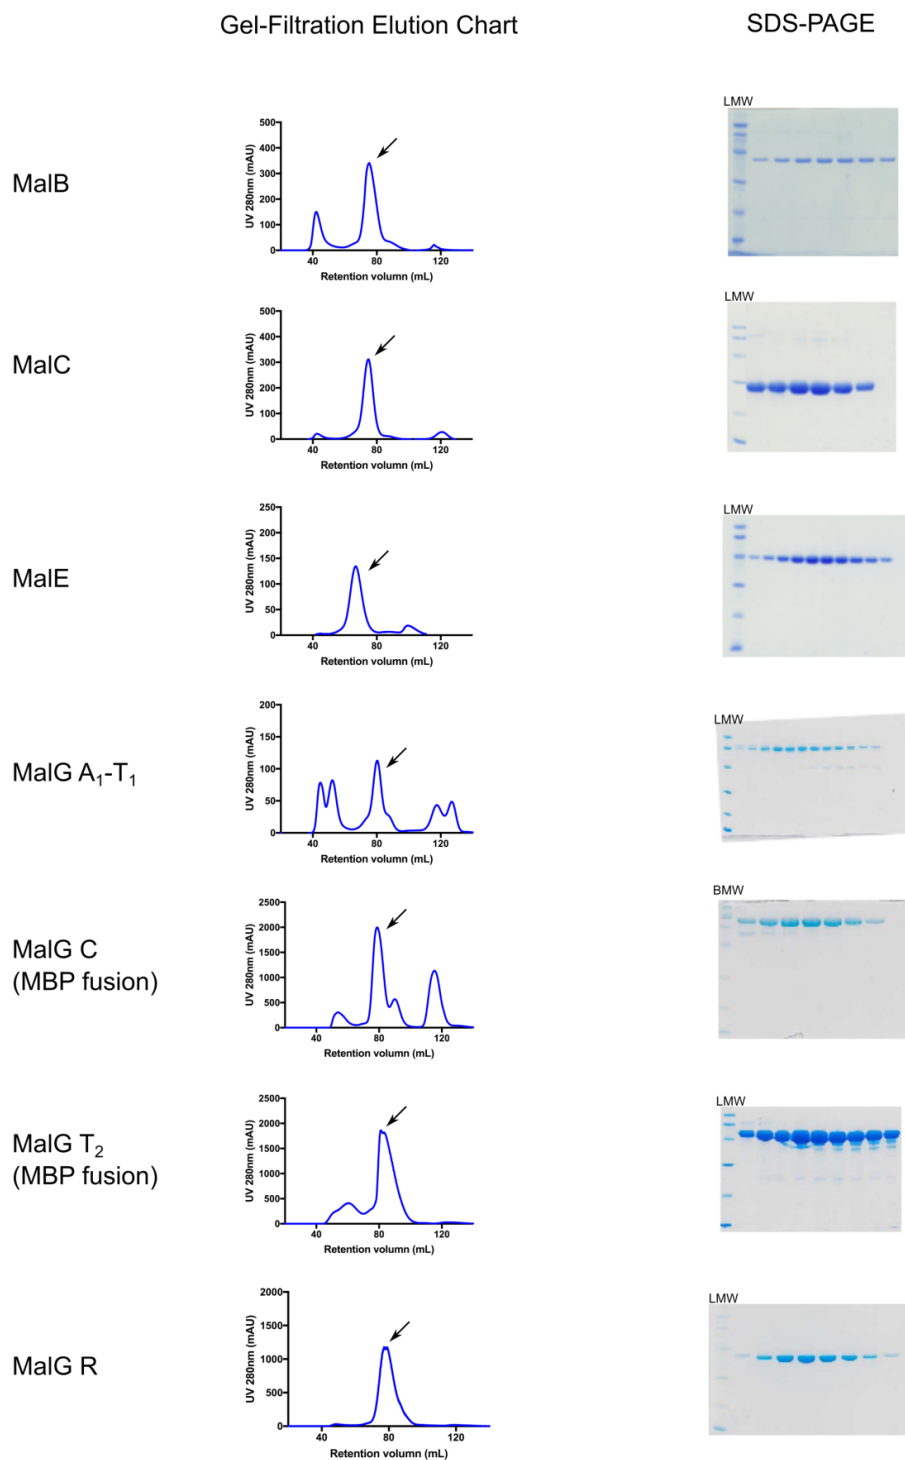 Gel-Filtration Elution Chart
SDS-PAGE
MalB
UV 280nm (mAU)
500
400
300
200
100
0
40
80
120
Retention volumn (mL)
LMW
MalC
UV 280nm (mAU)
500
400
300
200
100
0
40
80
120
Retention volumn (mL)
LMW
MalE
UV 280nm (mAU)
250
200
150
100
50
0
40
80
120
Retention volumn (mL)
LMW
MalG A₁-T₁
UV 280nm (mAU)
200
150
100
50
0
40
80
120
Retention volumn (mL)
LMW
MalG C
(MBP fusion)
UV 280nm (mAU)
2500
2000
1500
1000
500
0
40
80
120
Retention volumn (mL)
BMW
MalG T₂
(MBP fusion)
UV 280nm (mAU)
2500
2000
1500
1000
500
0
40
80
120
Retention volumn (mL)
LMW
MalG R
UV 280nm (mAU)
2000
1500
1000
500
0
40
80
120
Retention volumn (mL)
LMW